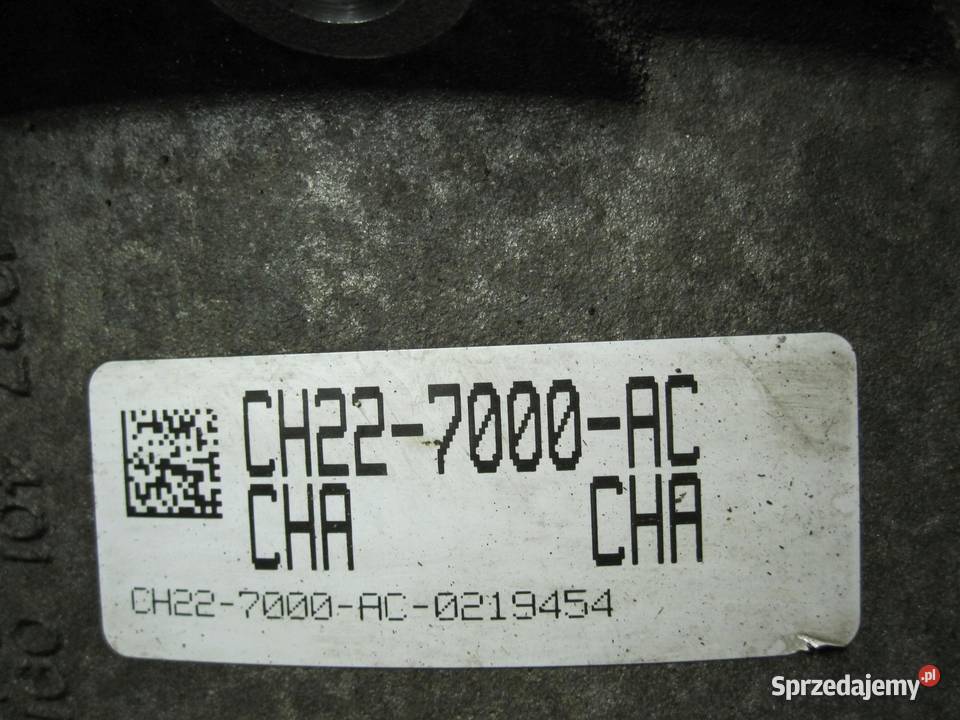 CH22-7000-AC
CHA CHA
CH22-7000-AC-0219454
Sprzedajemy.pl